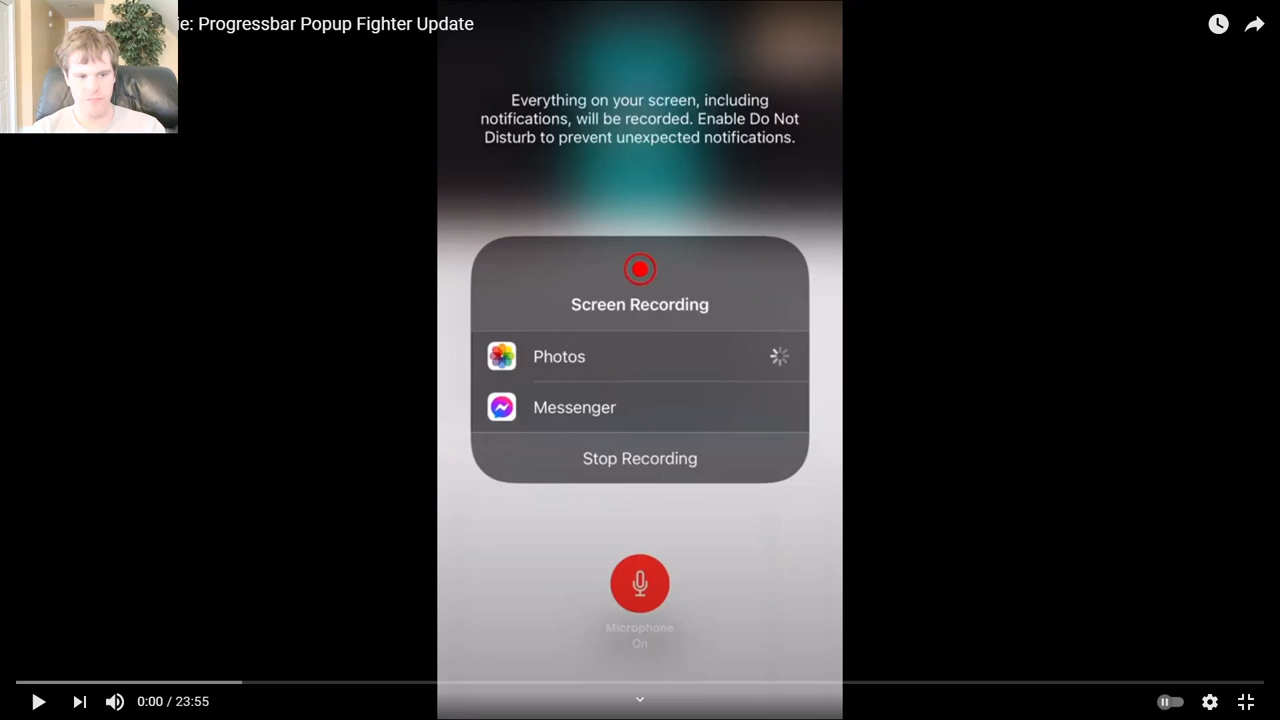 : Progressbar Popup Fighter Update
Everything on your screen, including
notifications, will be recorded. Enable Do Not
Disturb to prevent unexpected notifications.
Screen Recording
Photos
Messenger
Stop Recording
Microphone
On
0:00 / 23:55